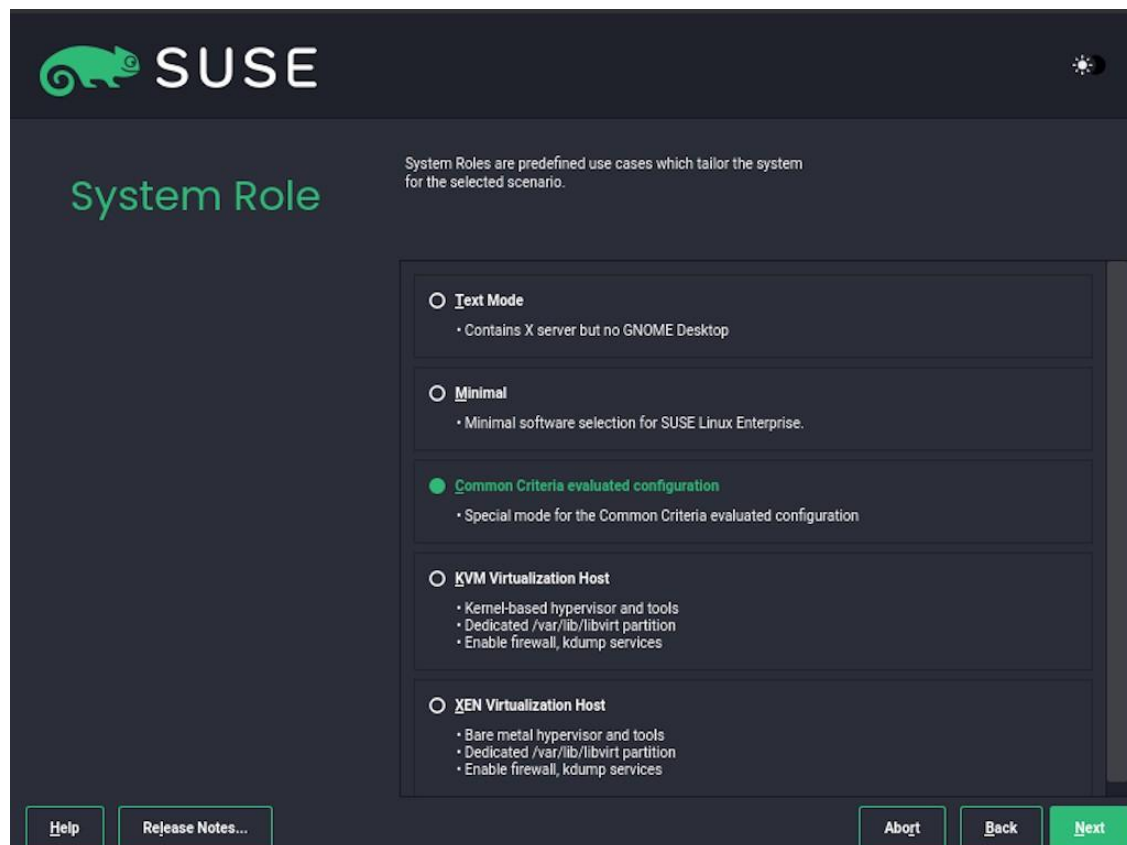 SUSE
System Role
System Roles are predefined use cases which tailor the system
for the selected scenario.
Text Mode
• Contains X server but no GNOME Desktop
Minimal
• Minimal software selection for SUSE Linux Enterprise.
Common Criteria evaluated configuration
• Special mode for the Common Criteria evaluated configuration
KVM Virtualization Host
• Kernel-based hypervisor and tools
• Dedicated /var/lib/libvirt partition
• Enable firewall, kdump services
XEN Virtualization Host
• Bare metal hypervisor and tools
• Dedicated /var/lib/libvirt partition
• Enable firewall, kdump services
Help
Release Notes...
Abort
Back
Next